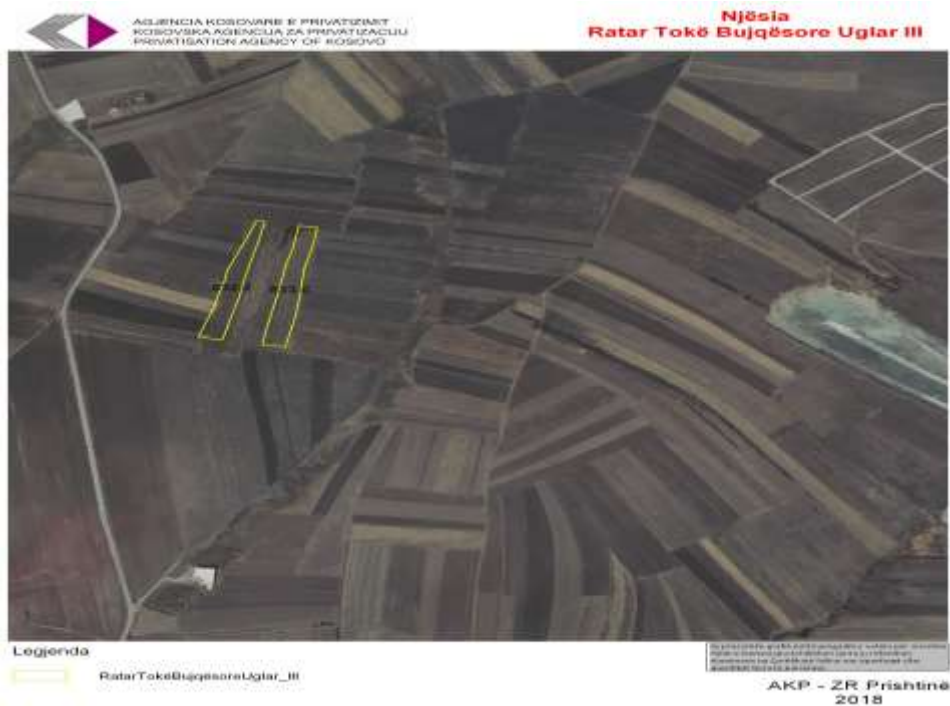 AGJENCIA KOSOVARE E PRIVATIZIMIT
KOSOVSKA AGENCIJA ZA PRIVATIZACIJU
PRIVATISATION AGENCY OF KOSOVO
Njësia
Ratar Tokë Bujqësore Uglar III
Legjenda
RatarTokëBujqësoreUglar_III
AKP - ZR Prishtinë
2018